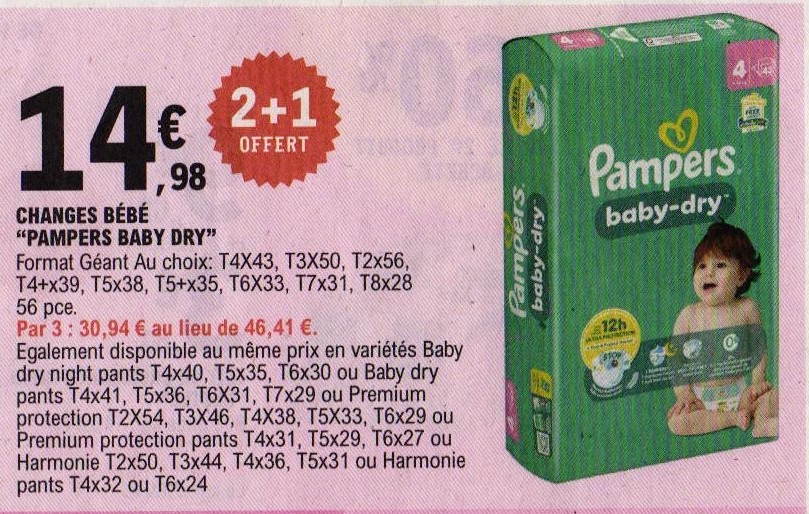 14€,98
2+1
OFFERT
CHANGES BÉBÉ
“PAMPERS BABY DRY”
Format Géant Au choix: T4X43, T3X50, T2x56,
T4+x39, T5x38, T5+x35, T6X33, T7x31, T8x28
56 pce.
Par 3 : 30,94 € au lieu de 46,41 €.
Egalement disponible au même prix en variétés Baby
dry night pants T4x40, T5x35, T6x30 ou Baby dry
pants T4x41, T5x36, T6X31, T7x29 ou Premium
protection T2X54, T3X46, T4X38, T5X33, T6x29 ou
Premium protection pants T4x31, T5x29, T6x27 ou
Harmonie T2x50, T3x44, T4x36, T5x31 ou Harmonie
pants T4x32 ou T6x24
4
4
12h
Pampers
baby-dry
Pampers
baby-dry
12h
STOP
4